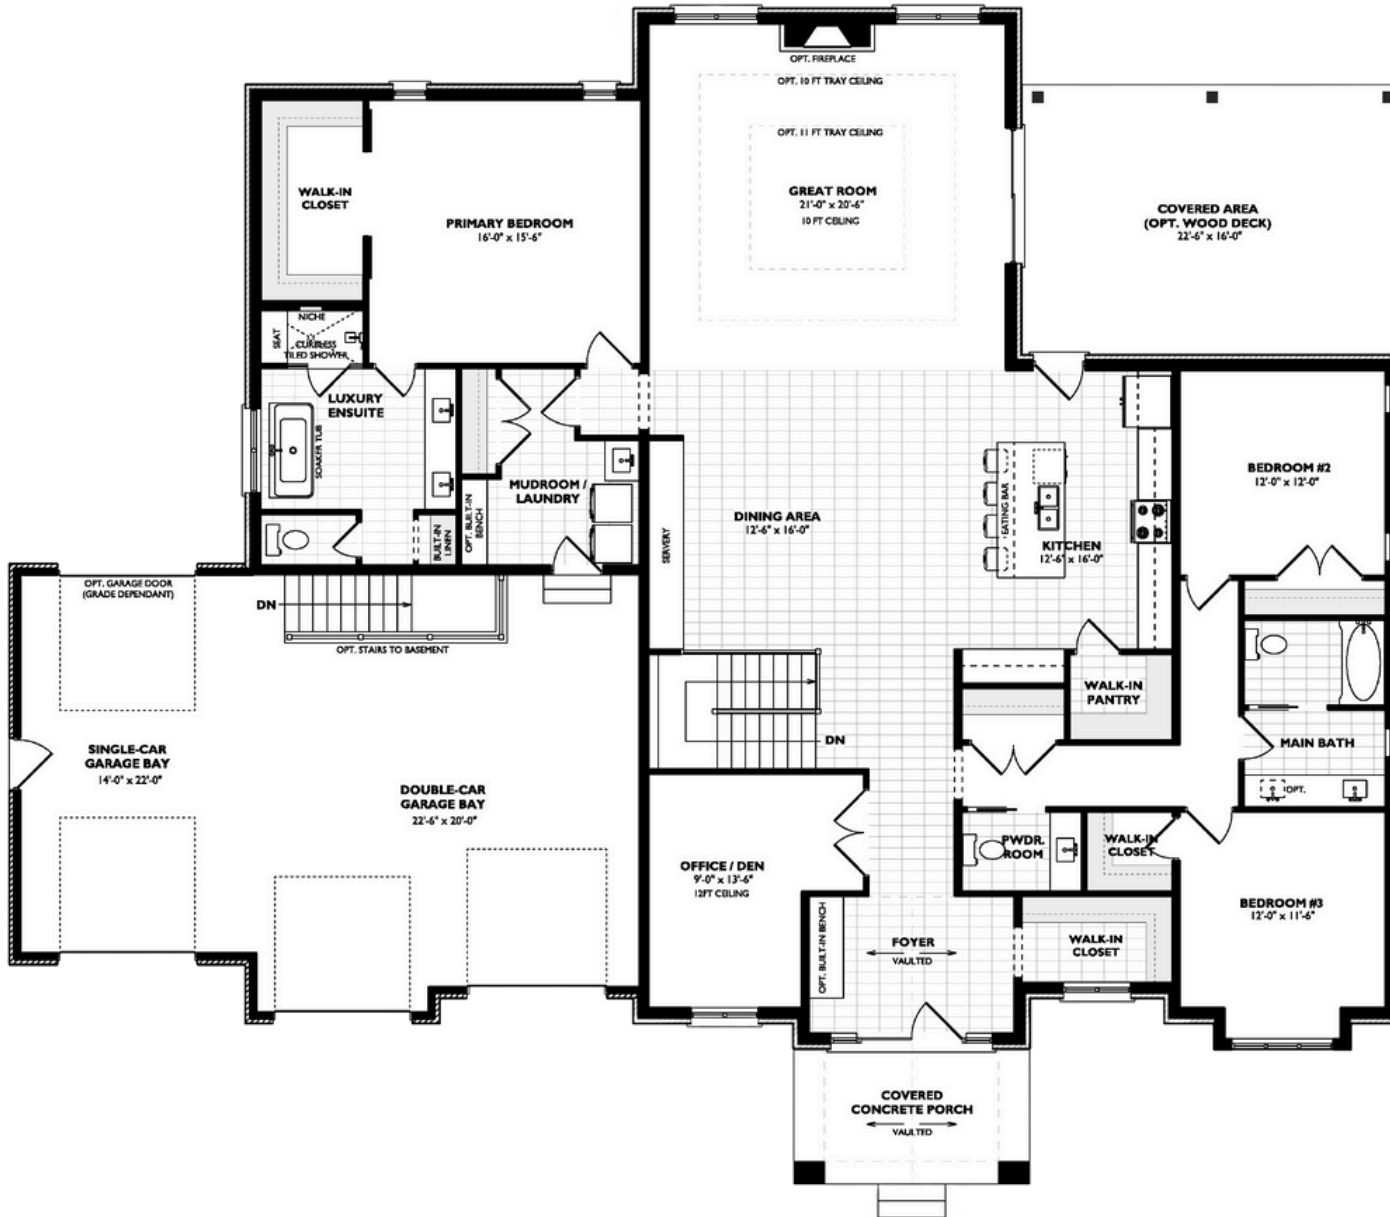 OPT. FIREPLACE
OPT. 10 FT TRAY CEILING
OPT. 11 FT TRAY CEILING
GREAT ROOM
21'-0" x 20'-6"
10 FT CEILING
WALK-IN
CLOSET
PRIMARY BEDROOM
16'-0" x 15'-6"
COVERED AREA
(OPT. WOOD DECK)
22'-6" x 16'-0"
NICHE
SEAT
CURBLESS
TILED SHOWER
LUXURY
ENSUITE
SOAKER TUB
MUDROOM /
LAUNDRY
OPT. BUILT-IN
BENCH
BUILT-IN
LINEN
SERVERY
DINING AREA
12'-6" x 16'-0"
EATING BAR
KITCHEN
12'-6" x 16'-0"
BEDROOM #2
12'-0" x 12'-0"
OPT. GARAGE DOOR
(GRADE DEPENDANT)
DN
OPT. STAIRS TO BASEMENT
WALK-IN
PANTRY
DN
MAIN BATH
OPT.
SINGLE-CAR
GARAGE BAY
14'-0" x 22'-0"
DOUBLE-CAR
GARAGE BAY
22'-6" x 20'-0"
OFFICE / DEN
9'-0" x 13'-6"
12FT CEILING
PWDR.
ROOM
WALK-IN
CLOSET
BEDROOM #3
12'-0" x 11'-6"
OPT. BUILT-IN BENCH
FOYER
VAULTED
WALK-IN
CLOSET
COVERED
CONCRETE PORCH
VAULTED